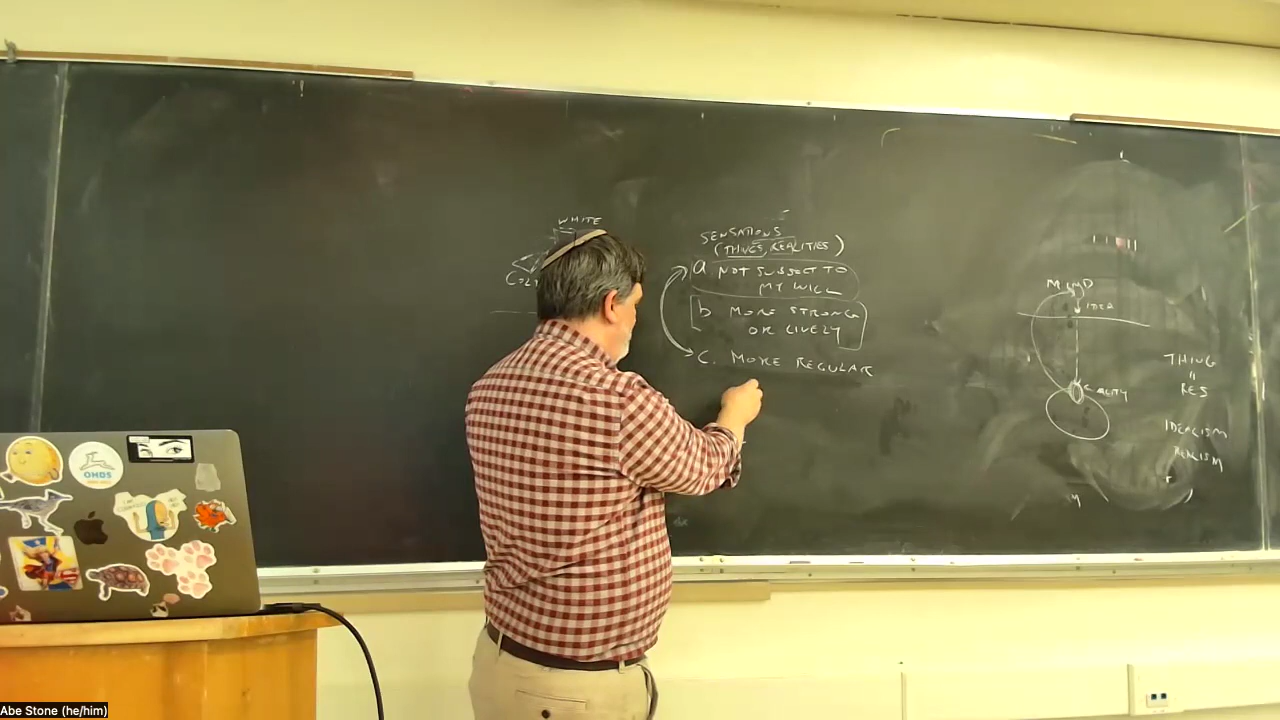 WHITE
SENSATIONS
(THINGS, REALITIES)
a NOT SUBJECT TO
MY WILL
b MORE STRONG
OR LIVELY
C. MORE REGULAR
MIND
IDEA
THING
=
RES
IDEALISM
REALISM
OHDS
Abe Stone (he/him)